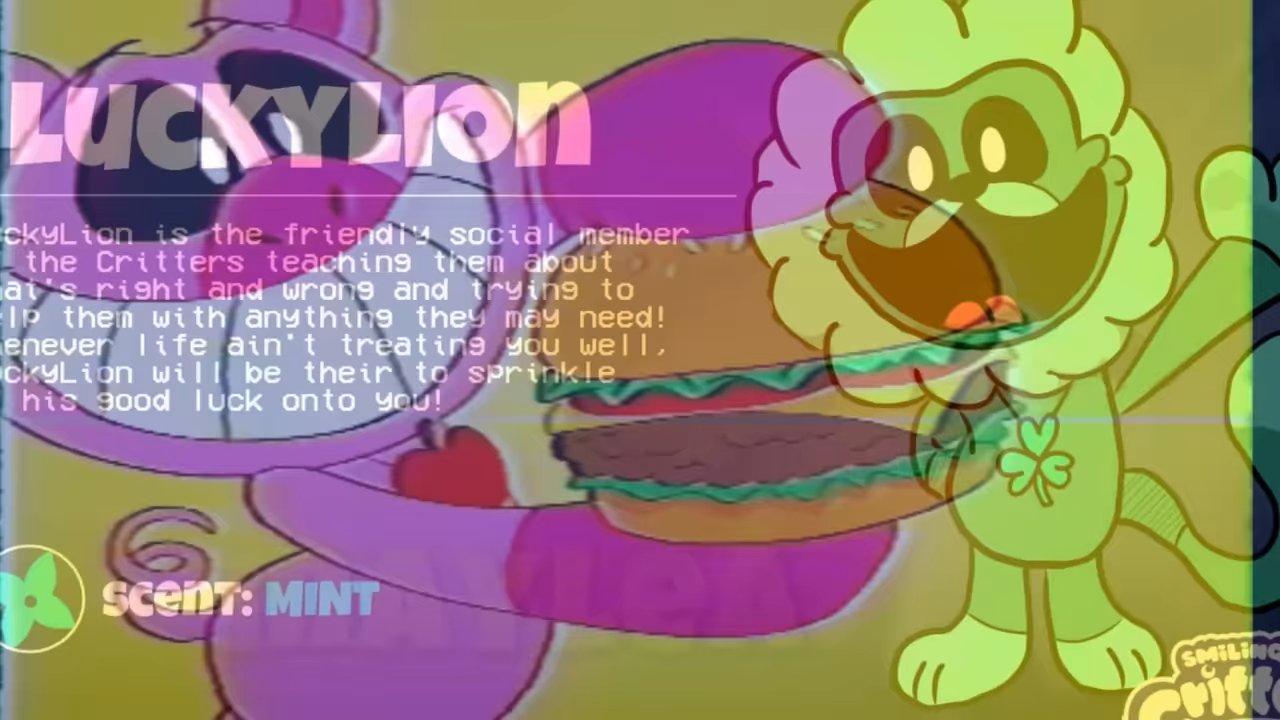 LUCKYLION
ckyLion is the friendly social member
the Critters teaching them about
at's right and wrong and trying to
lp them with anything they may need!
enever life ain't treating you well,
ckyLion will be their to sprinkle
his good luck onto you!
SCENT: MINT
SMILING
Critte